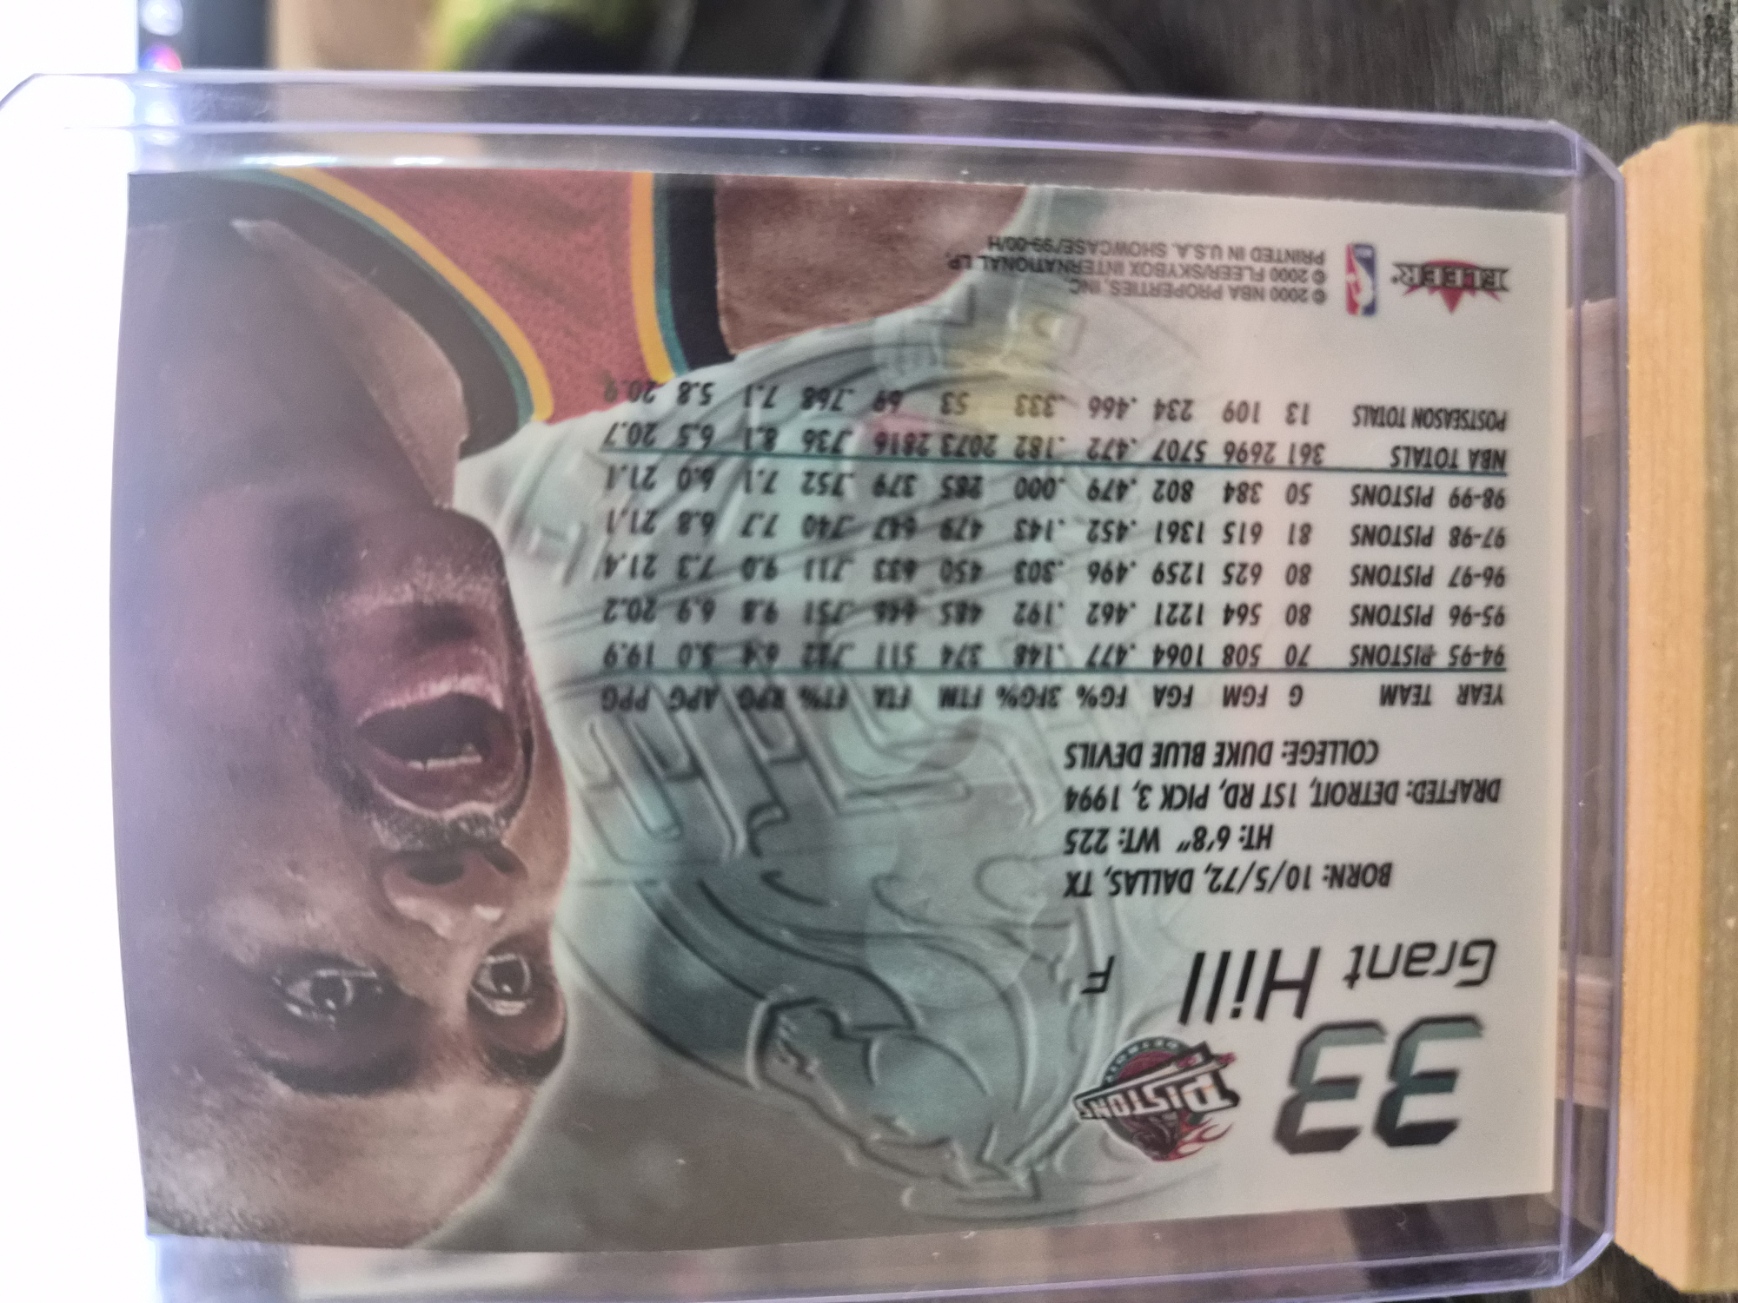 33
PISTONS
Grant Hill F
BORN: 10/5/72, DALLAS, TX
HT: 6'8" WT: 225
DRAFTED: DETROIT, 1ST RD, PICK 3, 1994
COLLEGE: DUKE BLUE DEVILS
YEAR TEAM G FGM FGA FG% 3FG% FTM FTA FT% RPG APG PPG
94-95 PISTONS 70 508 1064 .477 .148 374 511 .732 6.4 5.0 19.9
95-96 PISTONS 80 564 1221 .462 .192 485 646 .751 9.8 6.9 20.2
96-97 PISTONS 80 625 1259 .496 .303 450 633 .711 9.0 7.3 21.4
97-98 PISTONS 81 615 1361 .452 .143 479 647 .740 7.7 6.8 21.1
98-99 PISTONS 50 384 802 .479 .000 285 379 .752 7.1 6.0 21.1
NBA TOTALS 361 2696 5707 .472 .182 2073 2816 .736 8.1 6.5 20.7
POSTSEASON TOTALS 13 109 234 .466 .333 53 69 .768 7.1 5.8 20.9
FLEER
© 2000 NBA PROPERTIES, INC.
© 2000 FLEER/SKYBOX INTERNATIONAL LP.
PRINTED IN U.S.A. SHOWCASE/99-00/H